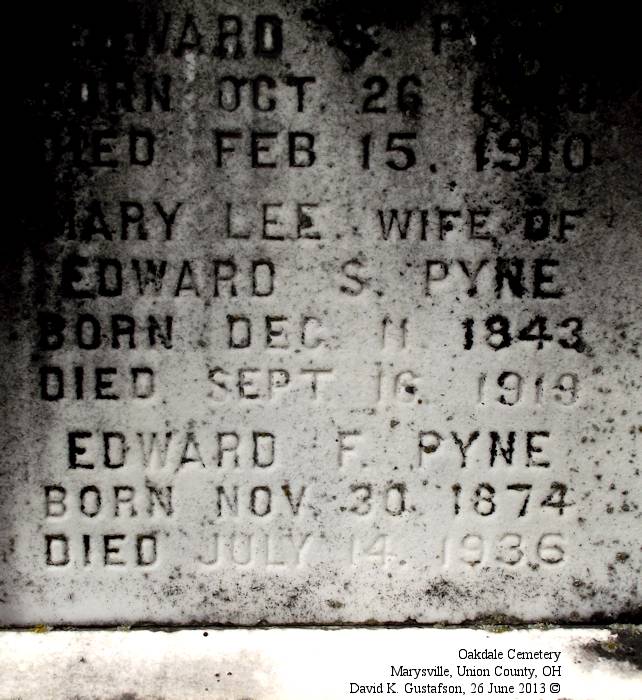 EDWARD S. PYNE
BORN OCT. 26
DIED FEB. 15. 1910
MARY LEE. WIFE OF
EDWARD S. PYNE
BORN DEC. 11 1843
DIED SEPT 16. 1919
EDWARD F. PYNE
BORN NOV. 30. 1874
DIED JULY 14. 1936
Oakdale Cemetery
Marysville, Union County, OH
David K. Gustafson, 26 June 2013 ©